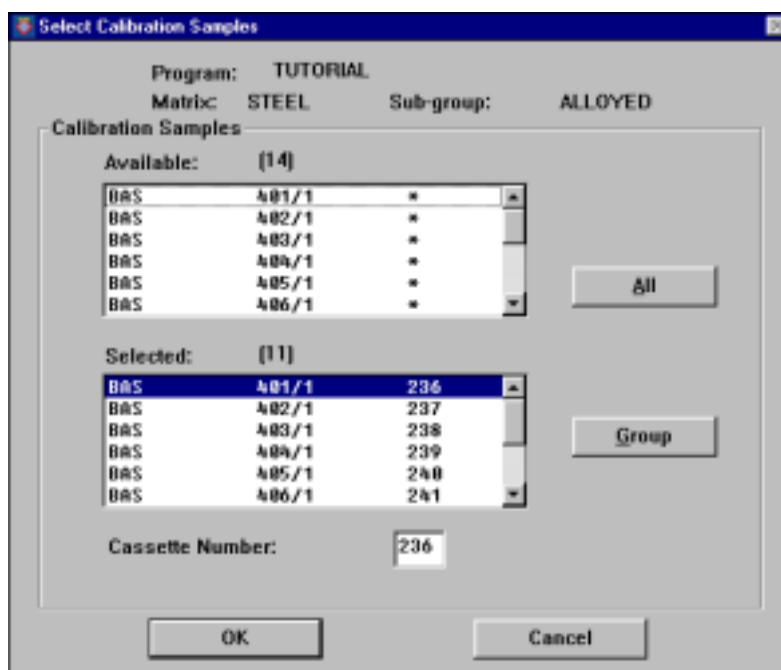 Select Calibration Samples
Program: TUTORIAL
Matrix: STEEL Sub-group: ALLOYED
Calibration Samples
Available: (14)
BAS 401/1 *
BAS 402/1 *
BAS 403/1 *
BAS 404/1 *
BAS 405/1 *
BAS 406/1 *
All
Selected: (11)
BAS 401/1 236
BAS 402/1 237
BAS 403/1 238
BAS 404/1 239
BAS 405/1 240
BAS 406/1 241
Group
Cassette Number: 236
OK Cancel